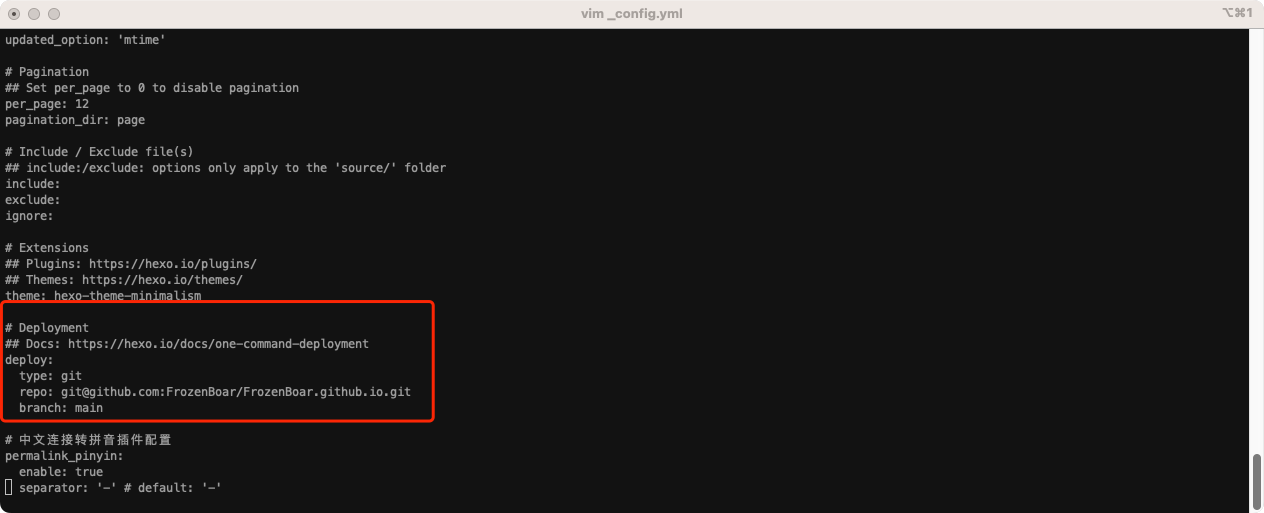 vim _config.yml
⌥⌘1
updated_option: 'mtime'
# Pagination
## Set per_page to 0 to disable pagination
per_page: 12
pagination_dir: page
# Include / Exclude file(s)
## include:/exclude: options only apply to the 'source/' folder
include:
exclude:
ignore:
# Extensions
## Plugins: https://hexo.io/plugins/
## Themes: https://hexo.io/themes/
theme: hexo-theme-minimalism
# Deployment
## Docs: https://hexo.io/docs/one-command-deployment
deploy:
  type: git
  repo: git@github.com:FrozenBoar/FrozenBoar.github.io.git
  branch: main
# 中文连接转拼音插件配置
permalink_pinyin:
  enable: true
  separator: '-' # default: '-'